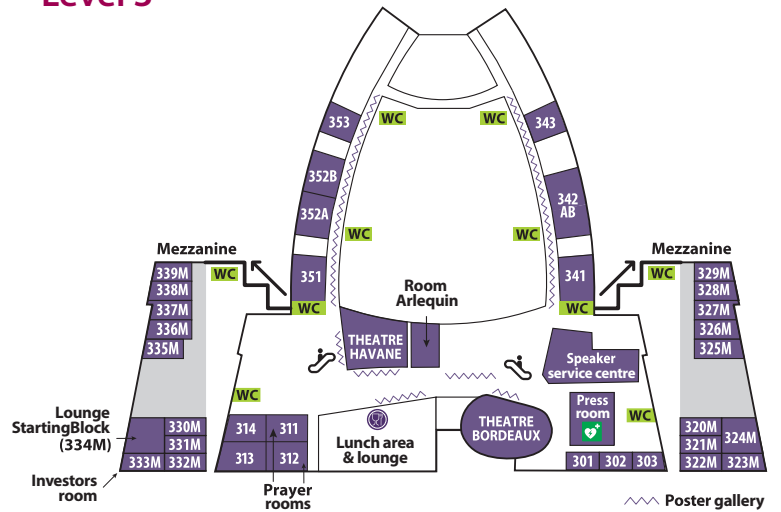 Level 3
353
WC
WC
343
352B
352A
342
AB
WC
WC
Mezzanine
Mezzanine
339M
338M
337M
336M
335M
WC
351
341
WC
329M
328M
327M
326M
325M
WC
WC
Room
Arlequin
THEATRE
HAVANE
Speaker
service centre
WC
Press
room
WC
Lounge
StartingBlock
(334M)
330M
331M
333M
332M
314
311
313
312
Lunch area
& lounge
THEATRE
BORDEAUX
320M
321M
324M
322M
323M
301
302
303
Investors
room
Prayer
rooms
Poster gallery